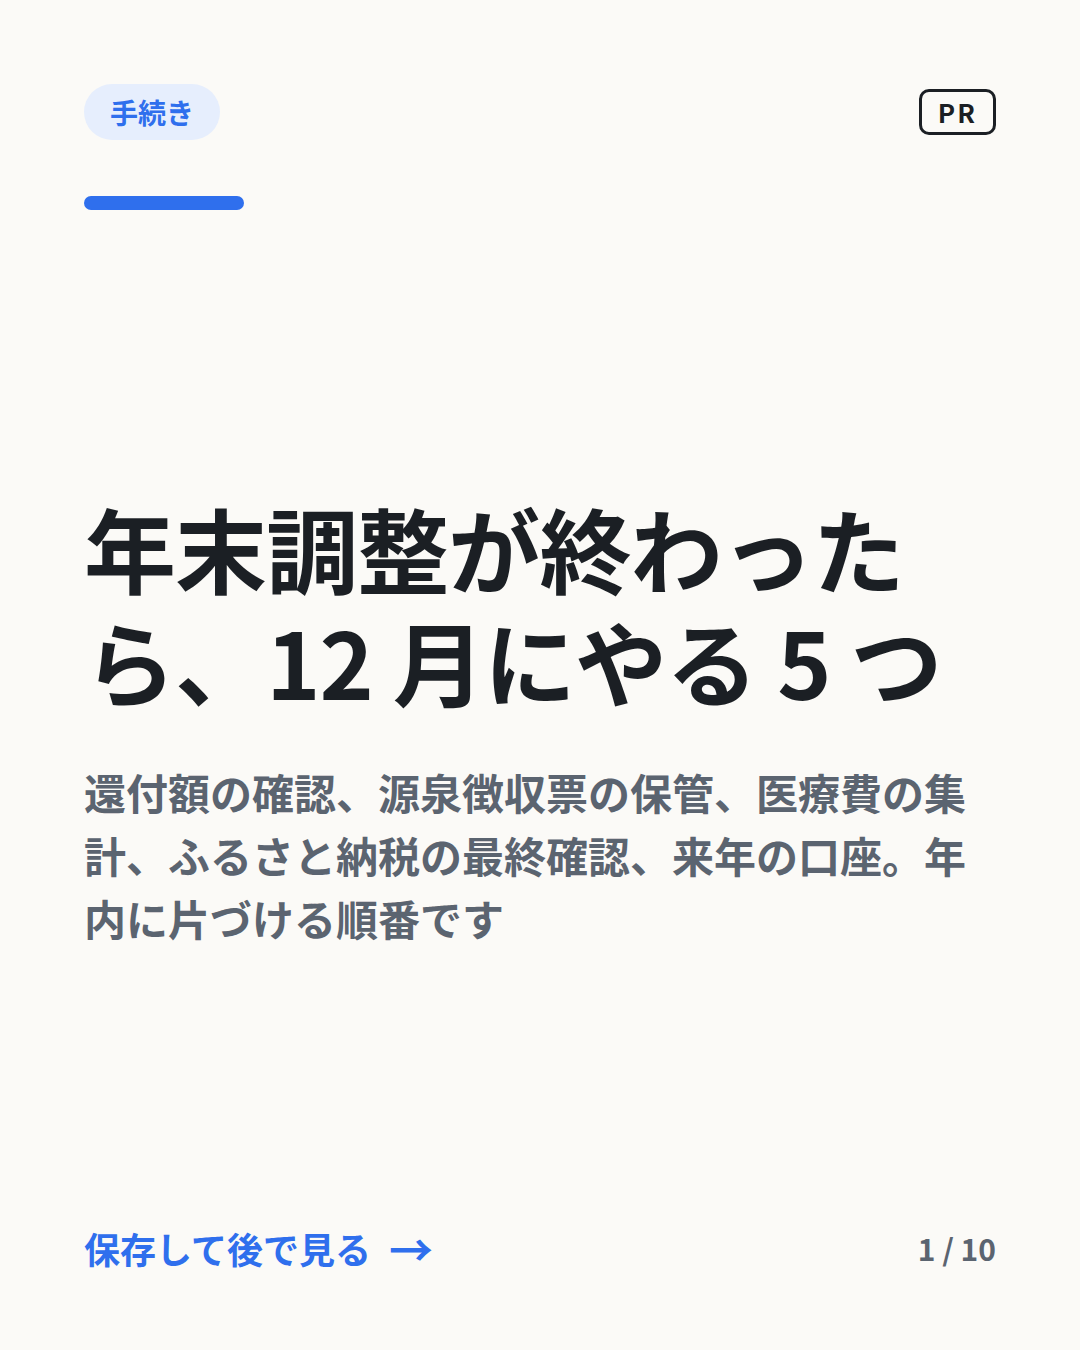 手続き
PR
年末調整が終わった
ら、12 月にやる 5 つ
還付額の確認、源泉徴収票の保管、医療費の集
計、ふるさと納税の最終確認、来年の口座。年
内に片づける順番です
保存して後で見る →
1 / 10